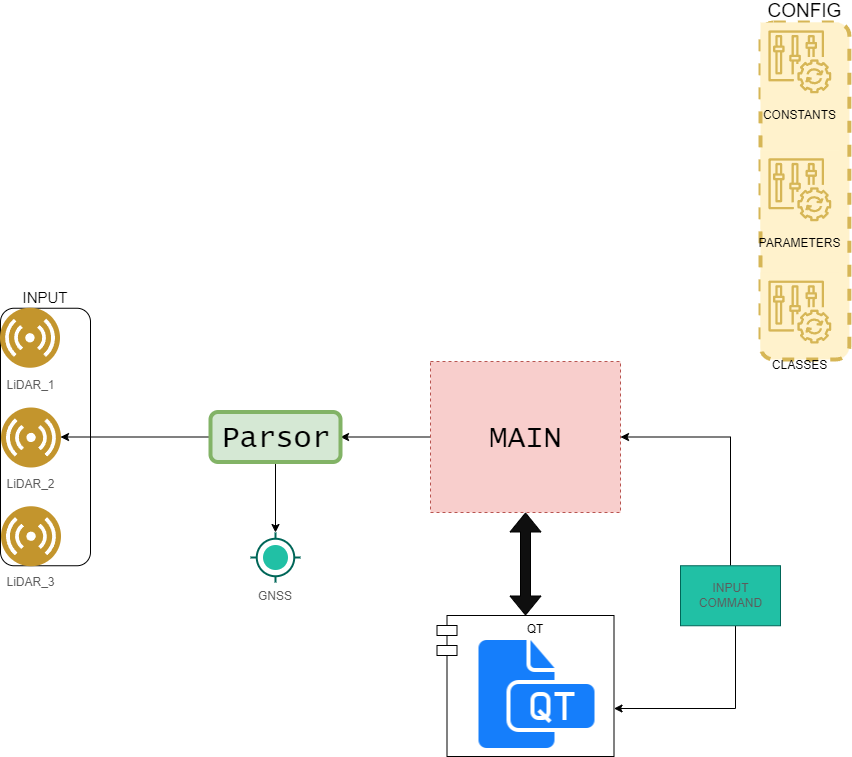 CONFIG
CONSTANTS
PARAMETERS
CLASSES
INPUT
LiDAR_1
LiDAR_2
LiDAR_3
Parsor
MAIN
GNSS
INPUT
COMMAND
QT
QT